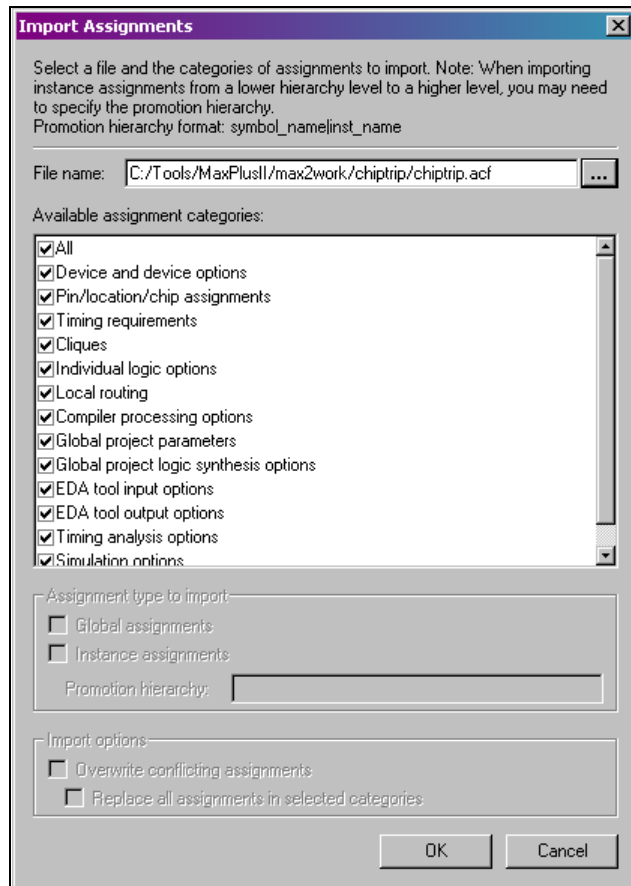 Import Assignments
Select a file and the categories of assignments to import. Note: When importing
instance assignments from a lower hierarchy level to a higher level, you may need
to specify the promotion hierarchy.
Promotion hierarchy format: symbol_name|inst_name
File name: C:/Tools/MaxPlusII/max2work/chiptrip/chiptrip.acf ...
Available assignment categories:
All
Device and device options
Pin/location/chip assignments
Timing requirements
Cliques
Individual logic options
Local routing
Compiler processing options
Global project parameters
Global project logic synthesis options
EDA tool input options
EDA tool output options
Timing analysis options
Simulation options
Assignment type to import
Global assignments
Instance assignments
Promotion hierarchy:
Import options
Overwrite conflicting assignments
Replace all assignments in selected categories
OK Cancel